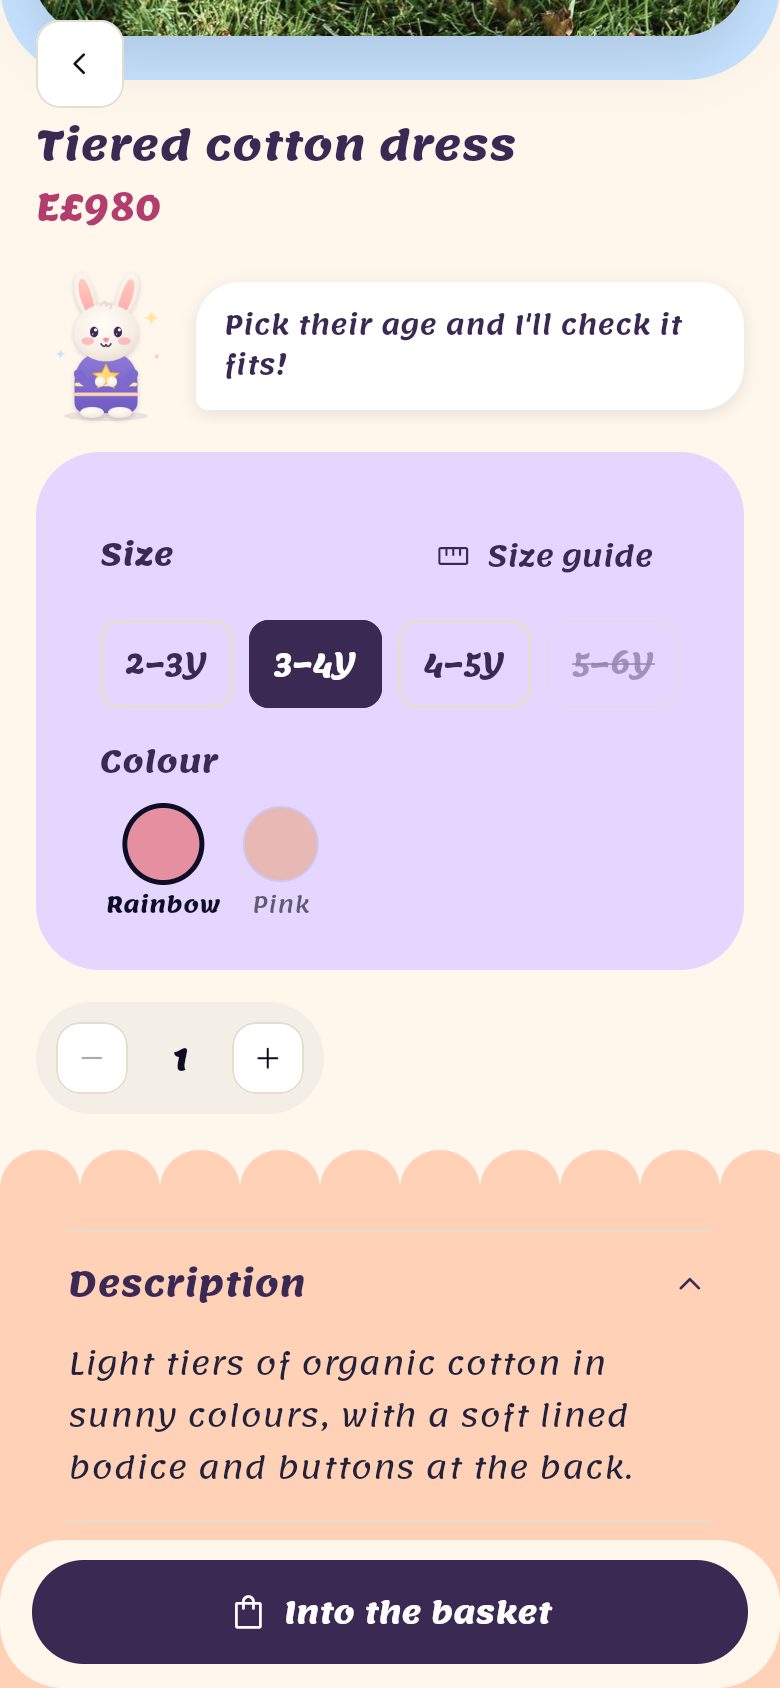 Tiered cotton dress
E£980
Pick their age and I'll check it
fits!
Size
Size guide
2–3Y 3–4Y 4–5Y 5–6Y
Colour
Rainbow Pink
1
Description
Light tiers of organic cotton in
sunny colours, with a soft lined
bodice and buttons at the back.
Into the basket